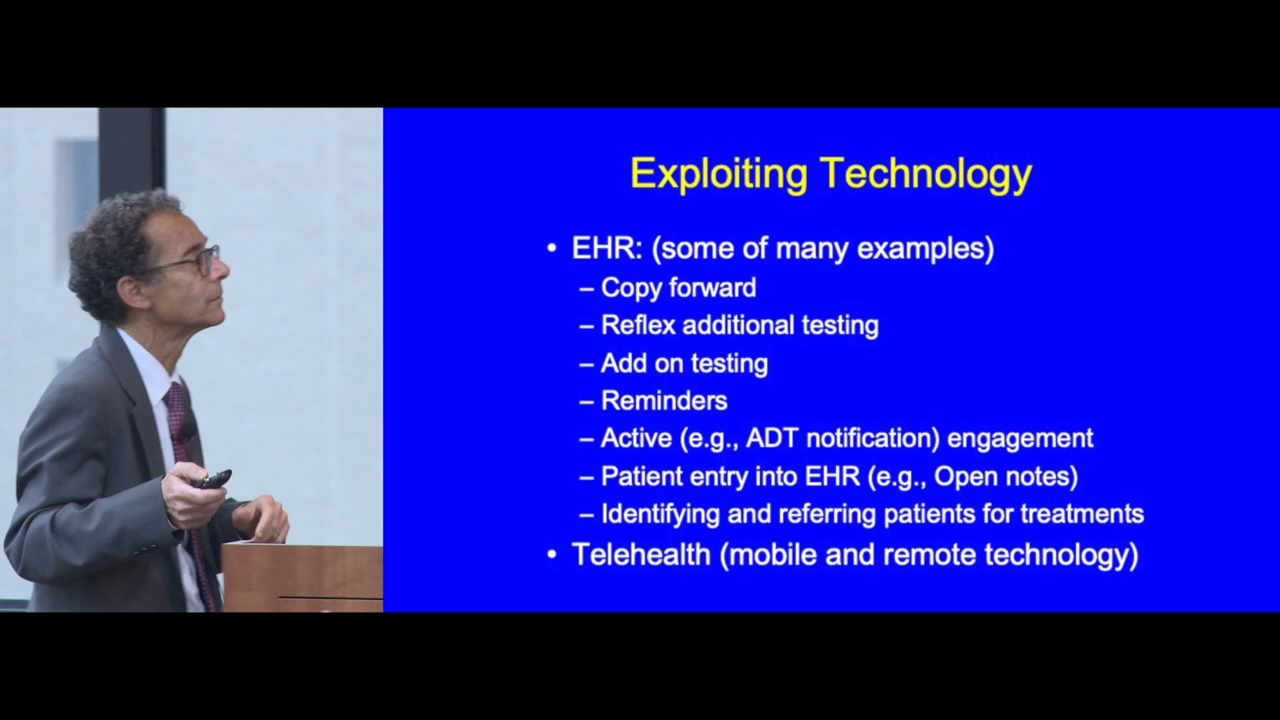 Exploiting Technology
• EHR: (some of many examples)
– Copy forward
– Reflex additional testing
– Add on testing
– Reminders
– Active (e.g., ADT notification) engagement
– Patient entry into EHR (e.g., Open notes)
– Identifying and referring patients for treatments
• Telehealth (mobile and remote technology)